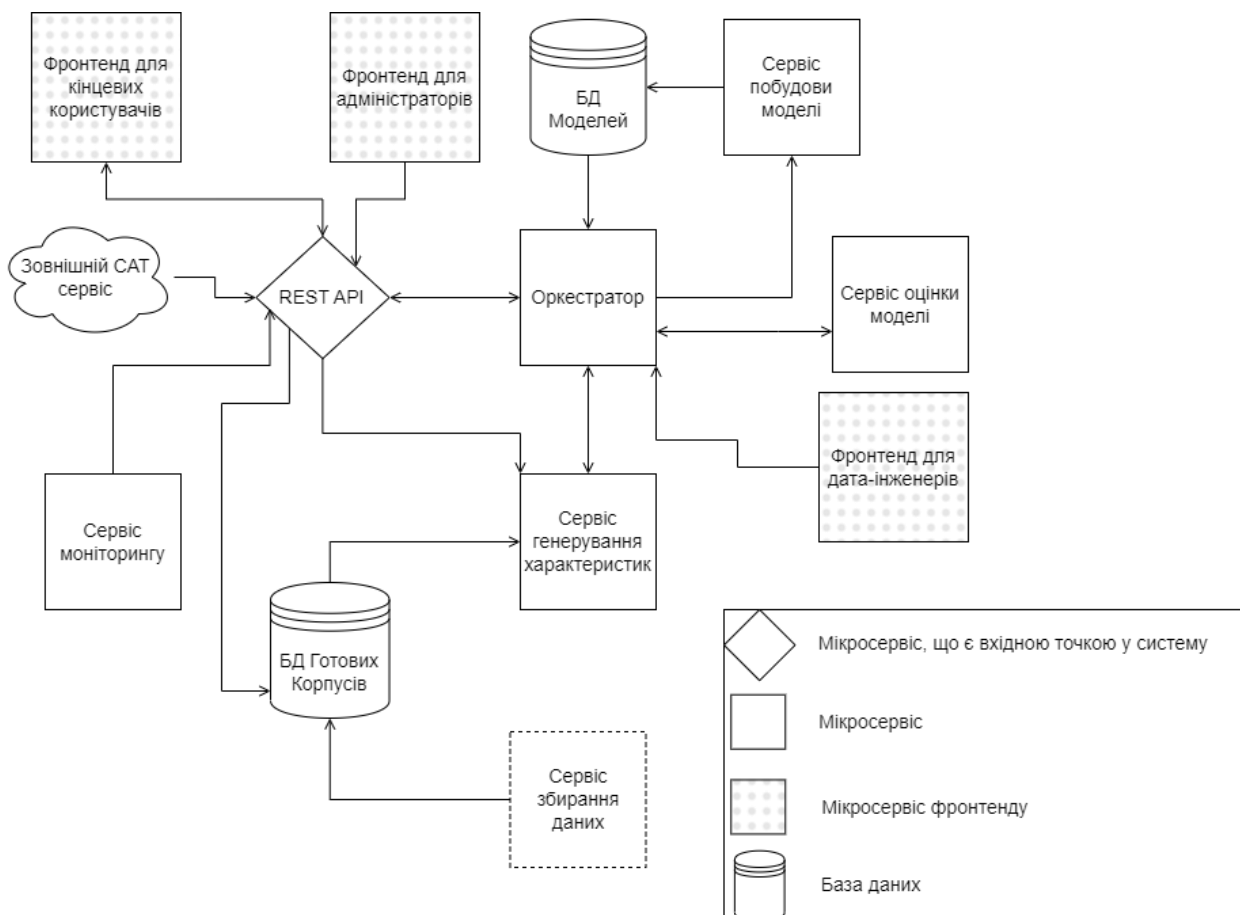 Фронтенд для
кінцевих
користувачів
Фронтенд для
адміністраторів
БД
Моделей
Сервіс
побудови
моделі
Зовнішній САТ
сервіс
REST API
Оркестратор
Сервіс оцінки
моделі
Фронтенд для
дата-інженерів
Сервіс
моніторингу
Сервіс
генерування
характеристик
БД Готових
Корпусів
Сервіс
збирання
даних
Мікросервіс, що є вхідною точкою у систему
Мікросервіс
Мікросервіс фронтенду
База даних